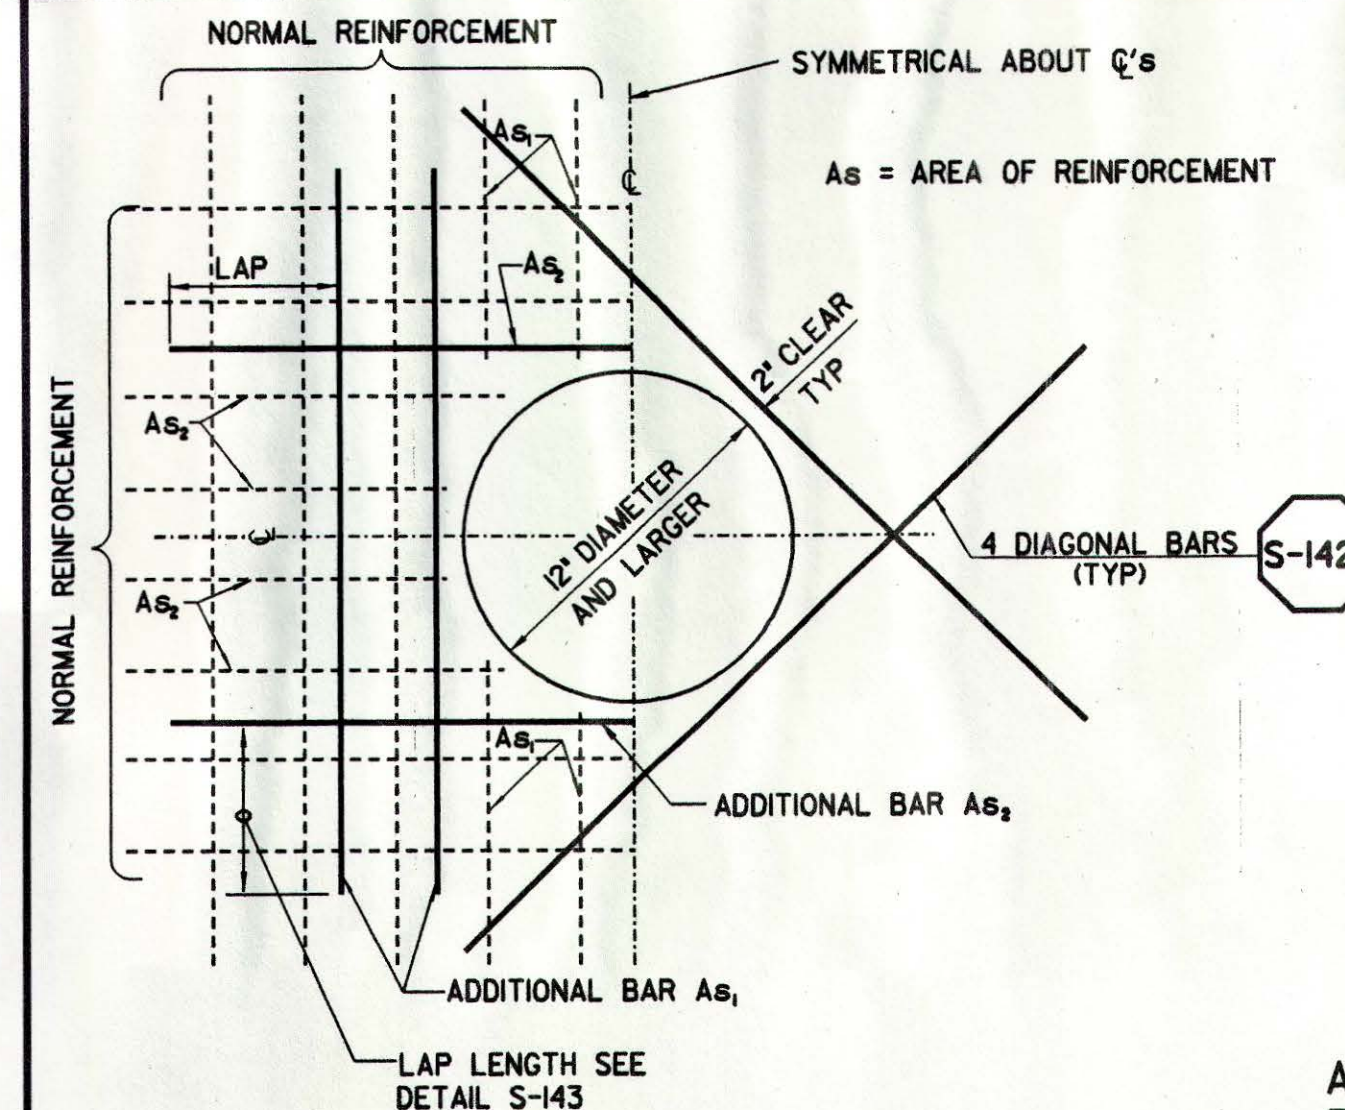 NORMAL REINFORCEMENT
SYMMETRICAL ABOUT ℄'s
As₁
As = AREA OF REINFORCEMENT
℄
LAP
As₂
2" CLEAR
TYP
As₂
NORMAL REINFORCEMENT
℄
12" DIAMETER
AND LARGER
4 DIAGONAL BARS
(TYP)
S-142
As₂
As₁
ADDITIONAL BAR As₂
ADDITIONAL BAR As₁
LAP LENGTH SEE
DETAIL S-143
A